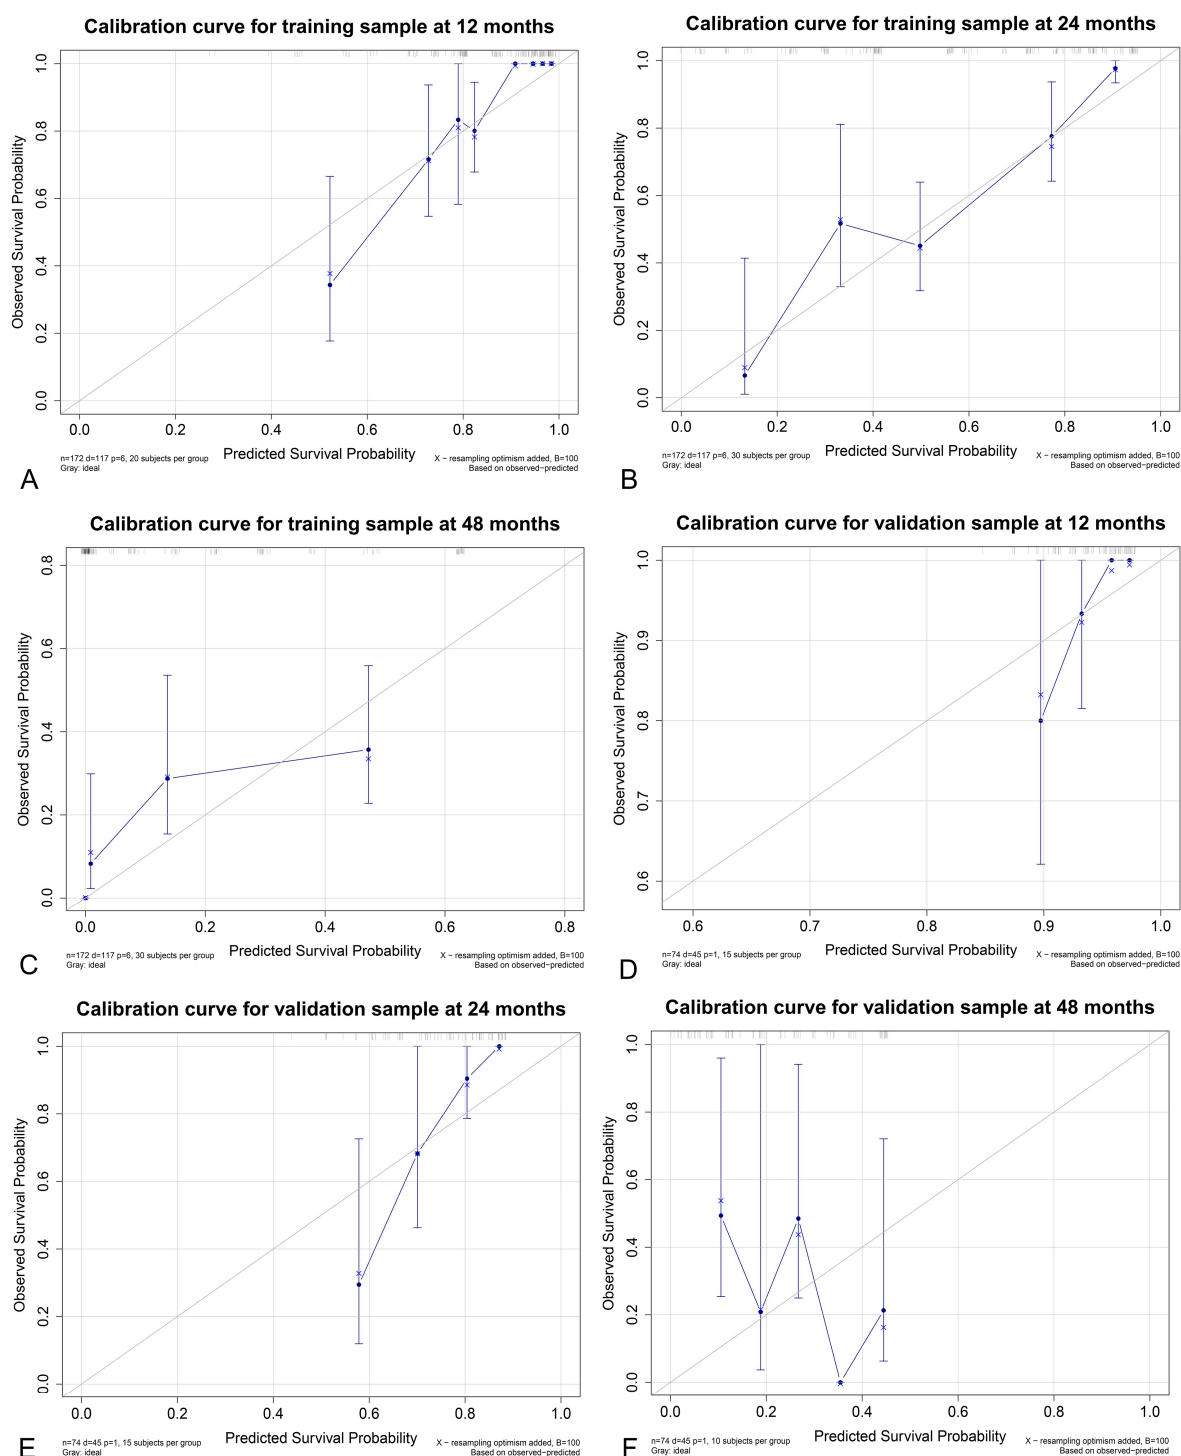 Calibration curve for training sample at 12 months
Observed Survival Probability
0.0 0.2 0.4 0.6 0.8 1.0
0.0 0.2 0.4 0.6 0.8 1.0
Predicted Survival Probability
n=172 d=117 p=6, 20 subjects per group
Gray: ideal
X − resampling optimism added, B=100
Based on observed−predicted
A
Calibration curve for training sample at 24 months
Observed Survival Probability
0.0 0.2 0.4 0.6 0.8 1.0
0.0 0.2 0.4 0.6 0.8 1.0
Predicted Survival Probability
n=172 d=117 p=6, 30 subjects per group
Gray: ideal
X − resampling optimism added, B=100
Based on observed−predicted
B
Calibration curve for training sample at 48 months
Observed Survival Probability
0.0 0.2 0.4 0.6 0.8
0.0 0.2 0.4 0.6 0.8
Predicted Survival Probability
n=172 d=117 p=6, 30 subjects per group
Gray: ideal
X − resampling optimism added, B=100
Based on observed−predicted
C
Calibration curve for validation sample at 12 months
Observed Survival Probability
0.6 0.7 0.8 0.9 1.0
0.6 0.7 0.8 0.9 1.0
Predicted Survival Probability
n=74 d=45 p=1, 15 subjects per group
Gray: ideal
X − resampling optimism added, B=100
Based on observed−predicted
D
Calibration curve for validation sample at 24 months
Observed Survival Probability
0.0 0.2 0.4 0.6 0.8 1.0
0.0 0.2 0.4 0.6 0.8 1.0
Predicted Survival Probability
n=74 d=45 p=1, 15 subjects per group
Gray: ideal
X − resampling optimism added, B=100
Based on observed−predicted
E
Calibration curve for validation sample at 48 months
Observed Survival Probability
0.0 0.2 0.4 0.6 0.8 1.0
0.0 0.2 0.4 0.6 0.8 1.0
Predicted Survival Probability
n=74 d=45 p=1, 10 subjects per group
Gray: ideal
X − resampling optimism added, B=100
Based on observed−predicted
F